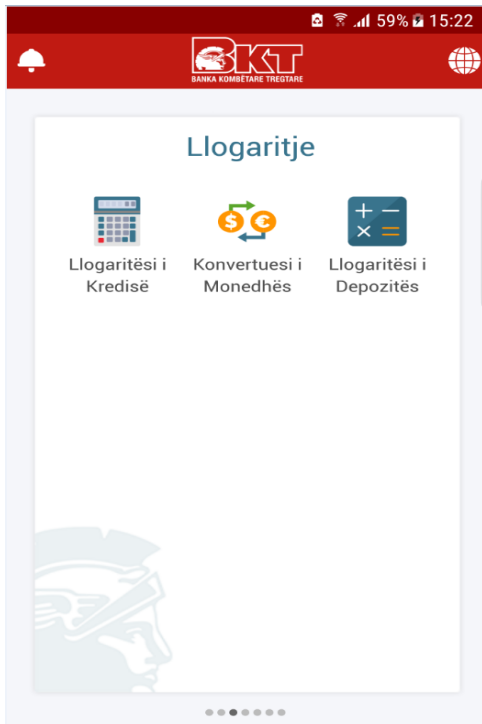 59% 15:22
BKT
BANKA KOMBËTARE TREGTARE
Llogaritje
Llogaritësi i Kredisë
Konvertuesi i Monedhës
Llogaritësi i Depozitës